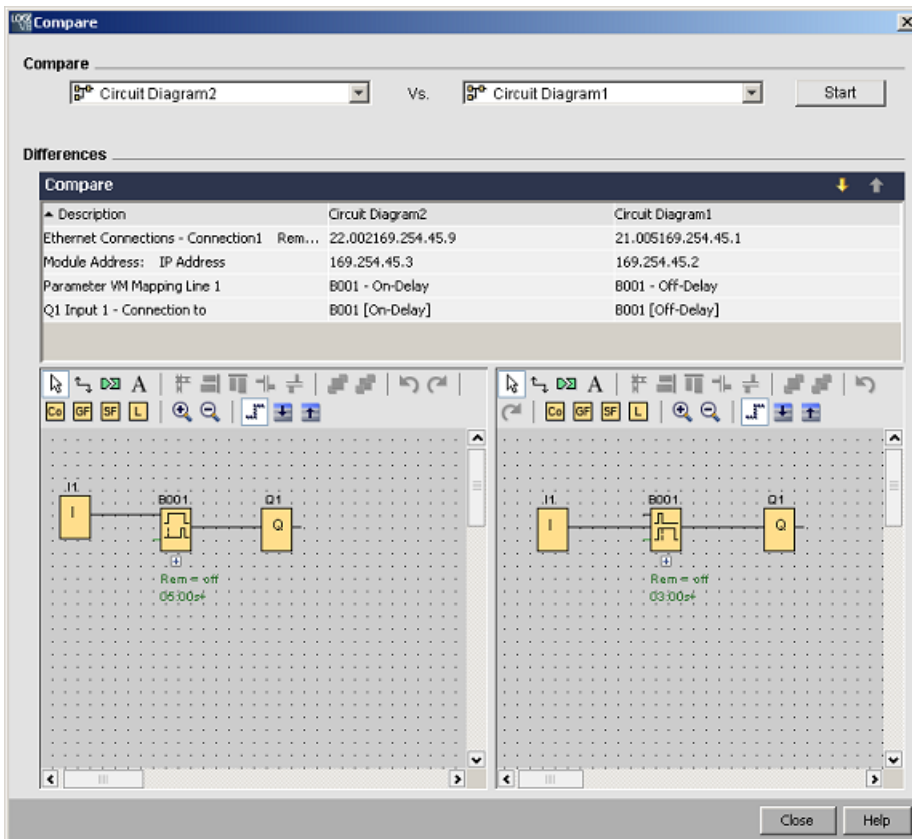 Compare
Compare
Circuit Diagram2 Vs. Circuit Diagram1 Start
Differences
Compare
Description Circuit Diagram2 Circuit Diagram1
Ethernet Connections - Connection1 Rem... 22.002169.254.45.9 21.005169.254.45.1
Module Address: IP Address 169.254.45.3 169.254.45.2
Parameter VM Mapping Line 1 B001 - On-Delay B001 - Off-Delay
Q1 Input 1 - Connection to B001 [On-Delay] B001 [Off-Delay]
A
Co GF SF L
I1 B001 Q1
I Q
Rem = off
05:00s+
A
Co GF SF L
I1 B001 Q1
I Q
Rem = off
03:00s+
Close Help